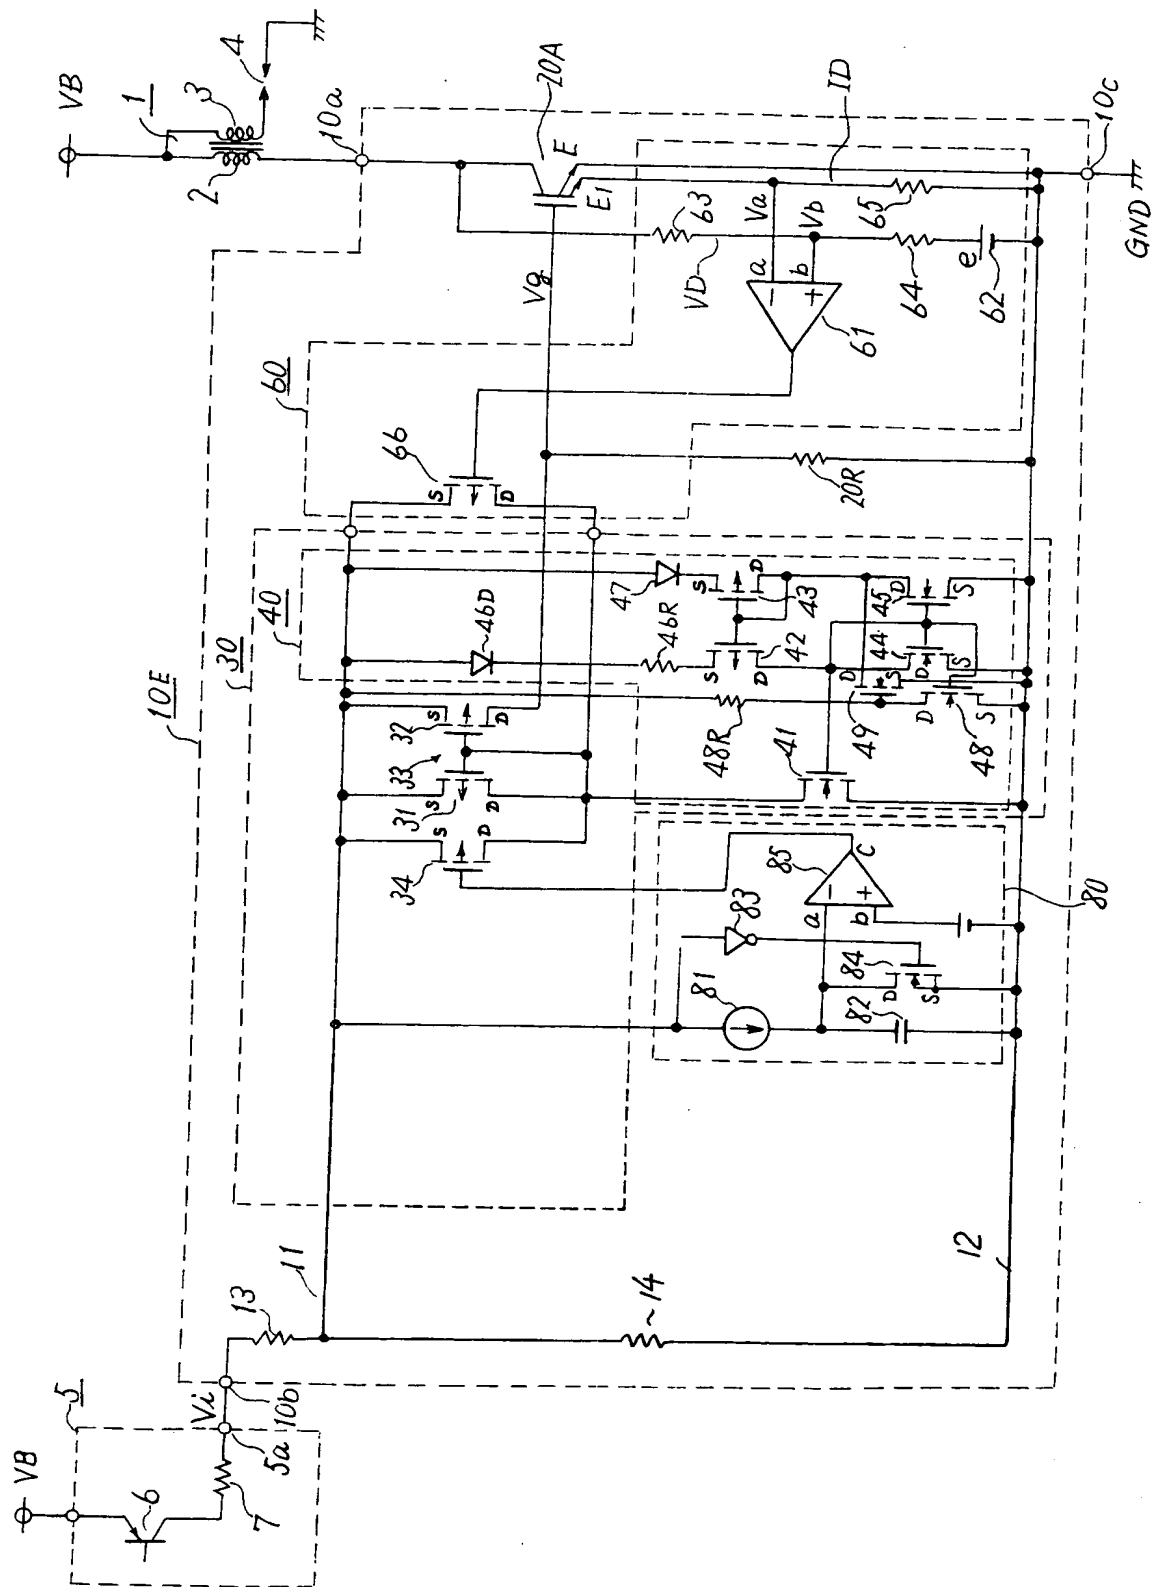 VB
5
6
7
5a
Vi
10b
13
11
14
12
10E
30
40
60
VB
1
2
3
4
10a
20A
E
E1
Vg
63
VD
Va
Vb
a
b
−
+
61
ID
65
64
e
62
10c
GND
66
S
D
20R
47
46D
46R
S
D
43
S
D
42
48R
D
45
S
D
44
S
D
49
S
D
48
S
41
32
S
D
33
31
S
D
34
S
D
81
82
83
84
D
S
85
a
b
c
−
+
80